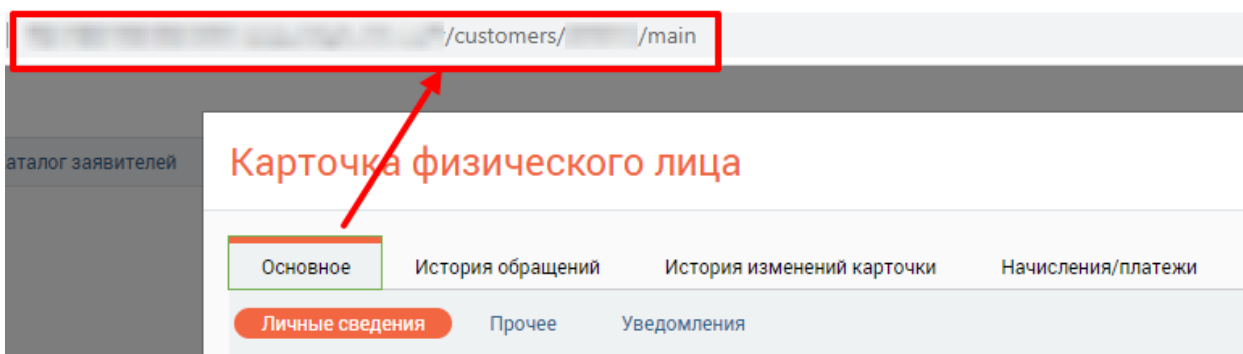 /customers/ /main
аталог заявителей
Карточка физического лица
Основное История обращений История изменений карточки Начисления/платежи
Личные сведения Прочее Уведомления